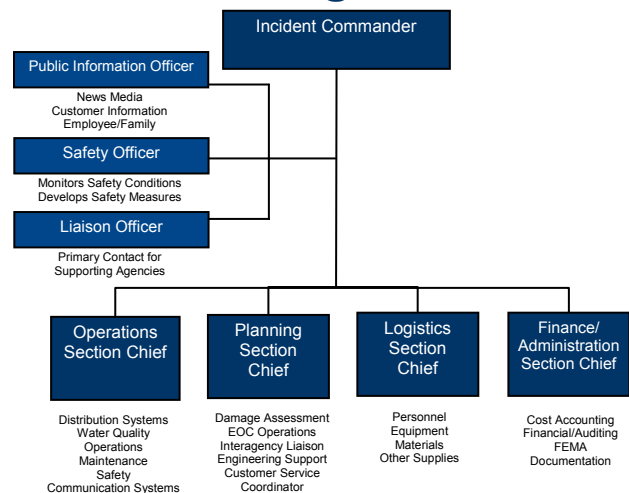 Incident Commander
Public Information Officer
News Media
Customer Information
Employee/Family
Safety Officer
Monitors Safety Conditions
Develops Safety Measures
Liaison Officer
Primary Contact for
Supporting Agencies
Operations
Section Chief
Distribution Systems
Water Quality
Operations
Maintenance
Safety
Communication Systems
Planning
Section
Chief
Damage Assessment
EOC Operations
Interagency Liaison
Engineering Support
Customer Service
Coordinator
Logistics
Section
Chief
Personnel
Equipment
Materials
Other Supplies
Finance/
Administration
Section Chief
Cost Accounting
Financial/Auditing
FEMA
Documentation